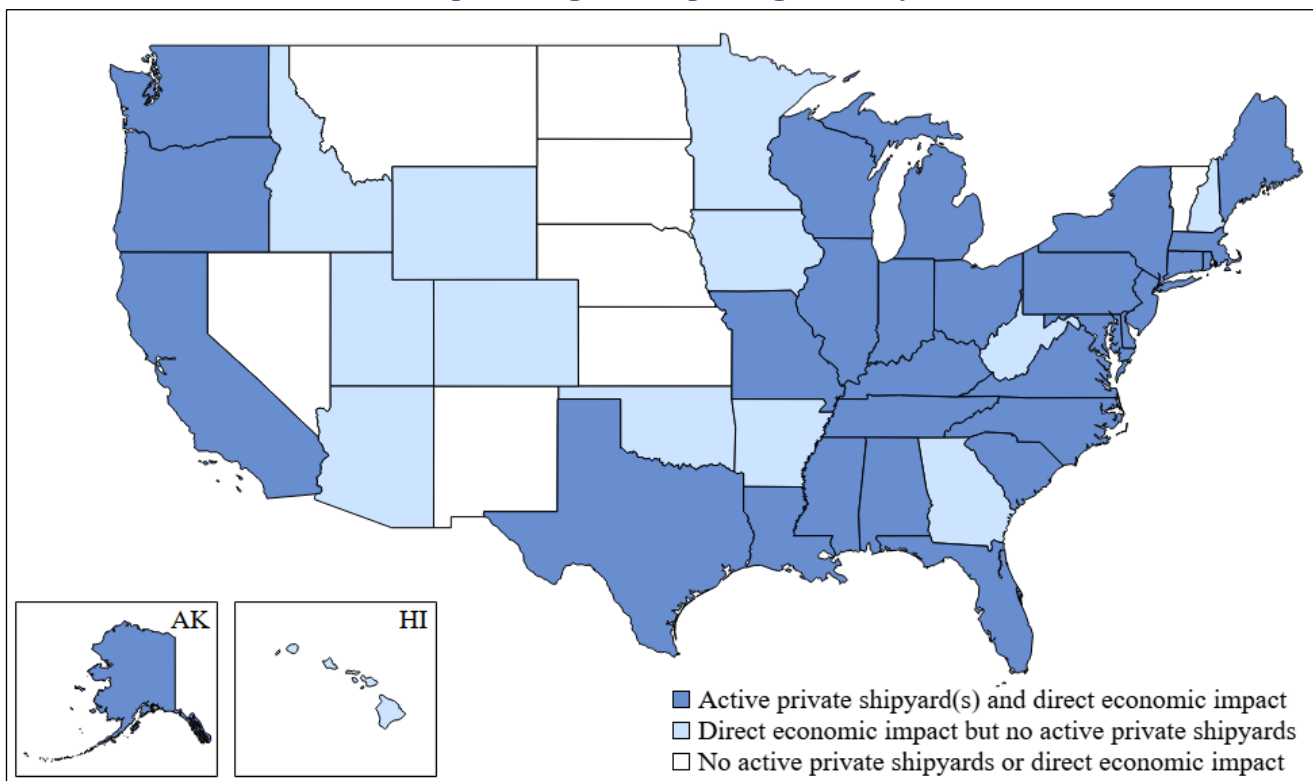 AK
HI
Active private shipyard(s) and direct economic impact
Direct economic impact but no active private shipyards
No active private shipyards or direct economic impact